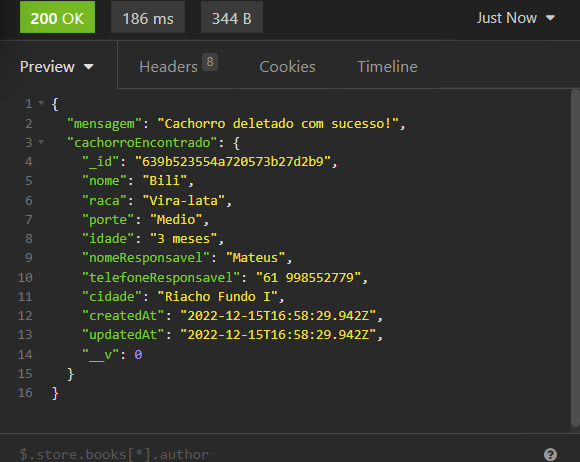 200 OK 186 ms 344 B Just Now
Preview Headers 8 Cookies Timeline
1 {
2 "mensagem": "Cachorro deletado com sucesso!",
3 "cachorroEncontrado": {
4 "_id": "639b523554a720573b27d2b9",
5 "nome": "Bili",
6 "raca": "Vira-lata",
7 "porte": "Medio",
8 "idade": "3 meses",
9 "nomeResponsavel": "Mateus",
10 "telefoneResponsavel": "61 998552779",
11 "cidade": "Riacho Fundo I",
12 "createdAt": "2022-12-15T16:58:29.942Z",
13 "updatedAt": "2022-12-15T16:58:29.942Z",
14 "__v": 0
15 }
16 }
$.store.books[*].author ?